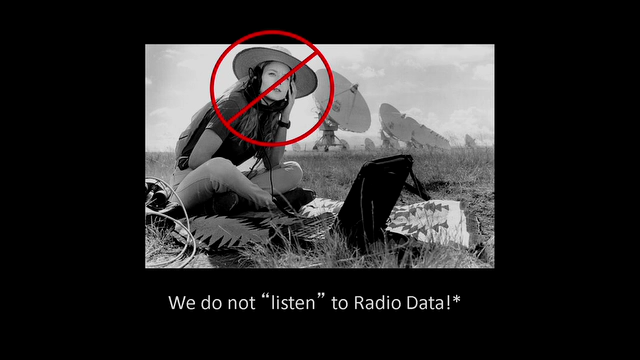 We do not “listen” to Radio Data!*